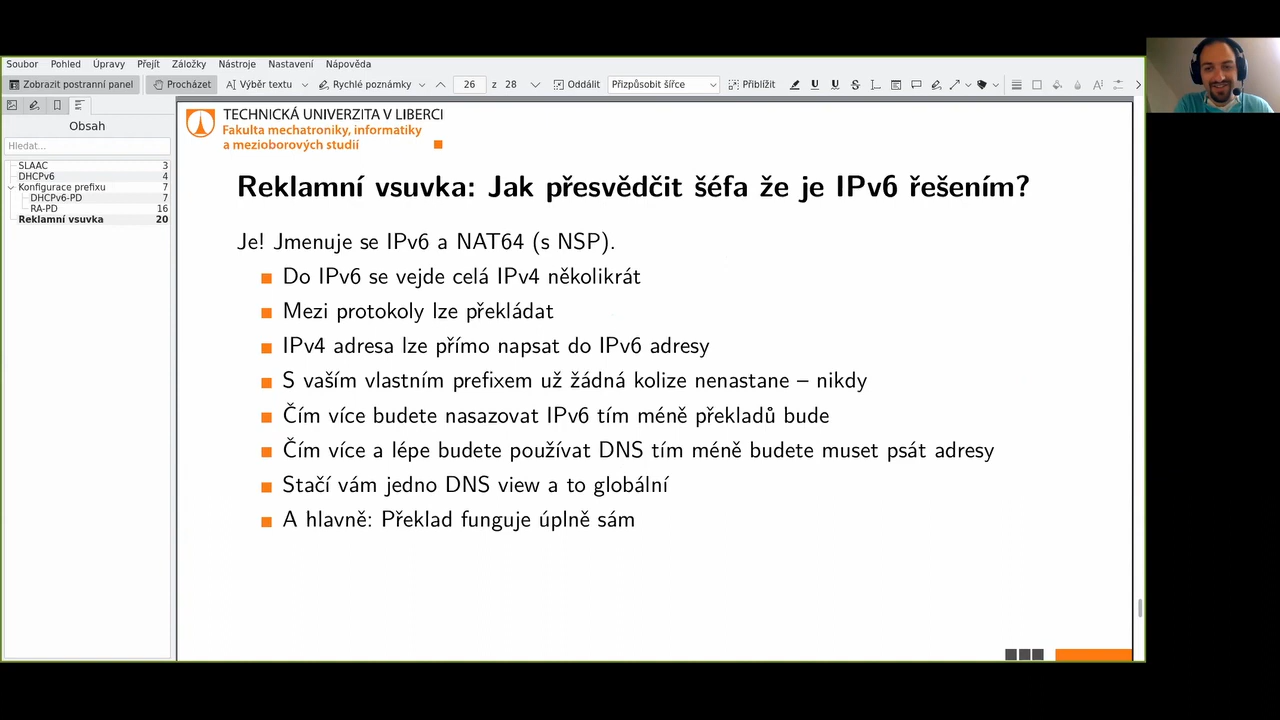 Soubor Pohled Úpravy Přejít Záložky Nástroje Nastavení Nápověda
Zobrazit postranní panel Procházet Výběr textu Rychlé poznámky 26 z 28 Oddálit Přizpůsobit šířce Přiblížit
Obsah
Hledat...
SLAAC 3
DHCPv6 4
Konfigurace prefixu 7
DHCPv6-PD 7
RA-PD 16
Reklamní vsuvka 20
TECHNICKÁ UNIVERZITA V LIBERCI
Fakulta mechatroniky, informatiky
a mezioborových studií
Reklamní vsuvka: Jak přesvědčit šéfa že je IPv6 řešením?
Je! Jmenuje se IPv6 a NAT64 (s NSP).
Do IPv6 se vejde celá IPv4 několikrát
Mezi protokoly lze překládat
IPv4 adresa lze přímo napsat do IPv6 adresy
S vaším vlastním prefixem už žádná kolize nenastane – nikdy
Čím více budete nasazovat IPv6 tím méně překladů bude
Čím více a lépe budete používat DNS tím méně budete muset psát adresy
Stačí vám jedno DNS view a to globální
A hlavně: Překlad funguje úplně sám